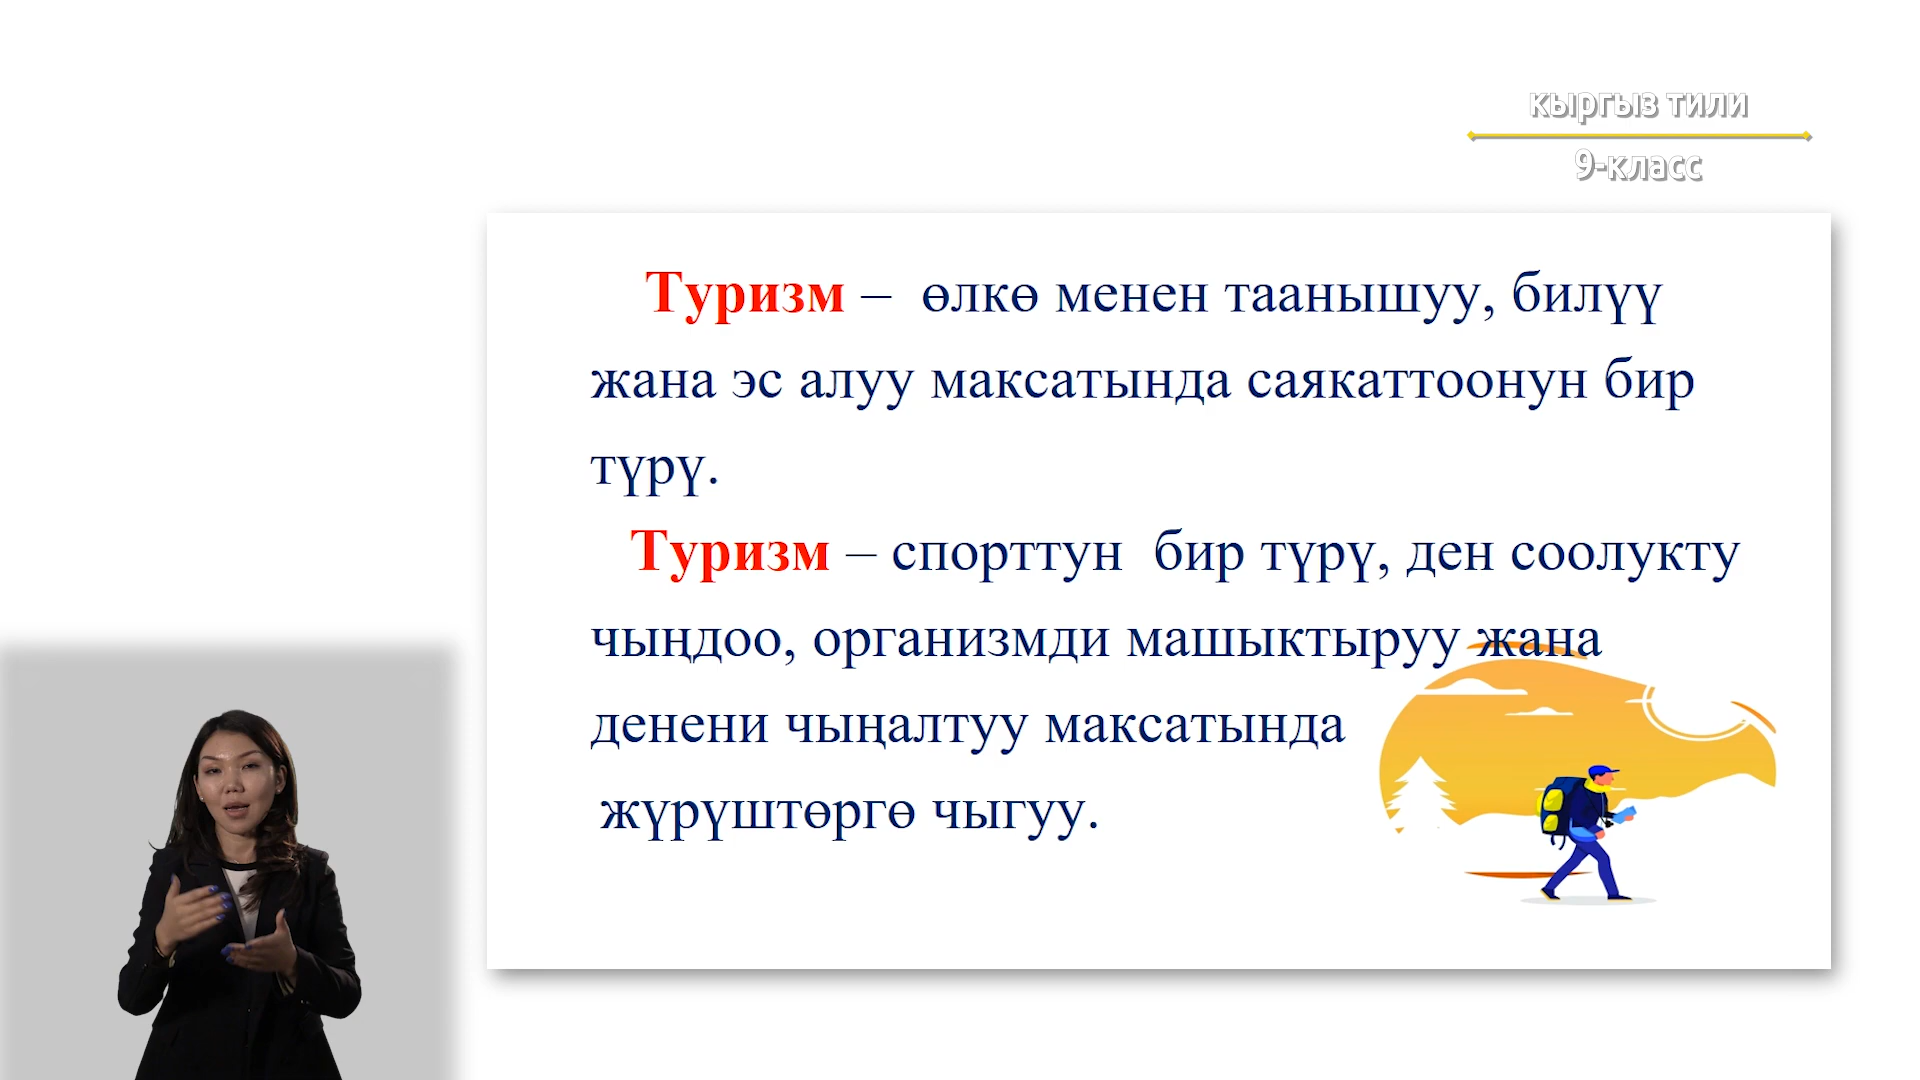 кыргыз тили
9-класс
Туризм – өлкө менен таанышуу, билүү
жана эс алуу максатында саякаттоонун бир
түрү.
Туризм – спорттун бир түрү, ден соолукту
чыңдоо, организмди машыктыруу жана
денени чыңалтуу максатында
жүрүштөргө чыгуу.